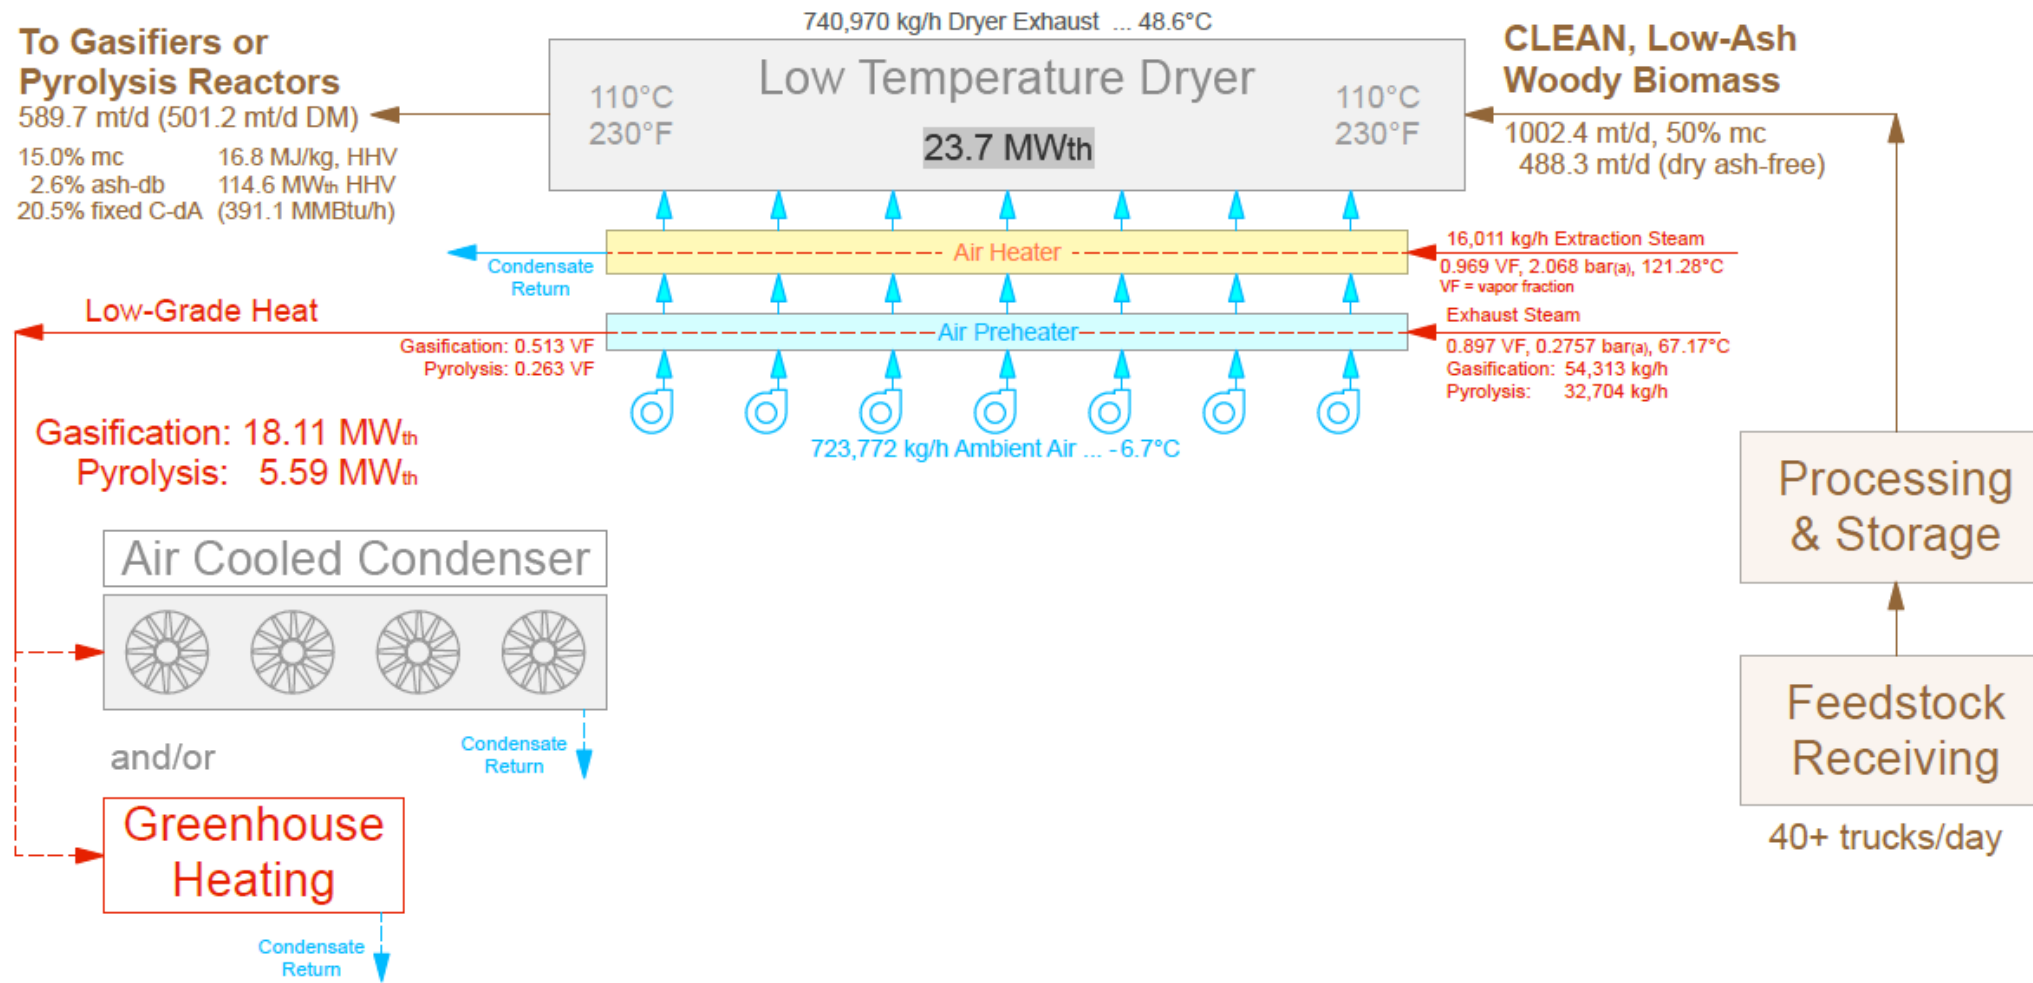 740,970 kg/h Dryer Exhaust ... 48.6°C
To Gasifiers or
Pyrolysis Reactors
589.7 mt/d (501.2 mt/d DM)
15.0% mc 16.8 MJ/kg, HHV
2.6% ash-db 114.6 MWth HHV
20.5% fixed C-dA (391.1 MMBtu/h)
Low Temperature Dryer
110°C
230°F
23.7 MWth
110°C
230°F
CLEAN, Low-Ash
Woody Biomass
1002.4 mt/d, 50% mc
488.3 mt/d (dry ash-free)
Air Heater
Condensate
Return
16,011 kg/h Extraction Steam
0.969 VF, 2.068 bar(a), 121.28°C
VF = vapor fraction
Low-Grade Heat
Air Preheater
Gasification: 0.513 VF
Pyrolysis: 0.263 VF
Exhaust Steam
0.897 VF, 0.2757 bar(a), 67.17°C
Gasification: 54,313 kg/h
Pyrolysis: 32,704 kg/h
723,772 kg/h Ambient Air ... -6.7°C
Gasification: 18.11 MWth
Pyrolysis: 5.59 MWth
Air Cooled Condenser
Condensate
Return
and/or
Greenhouse
Heating
Condensate
Return
Processing
& Storage
Feedstock
Receiving
40+ trucks/day